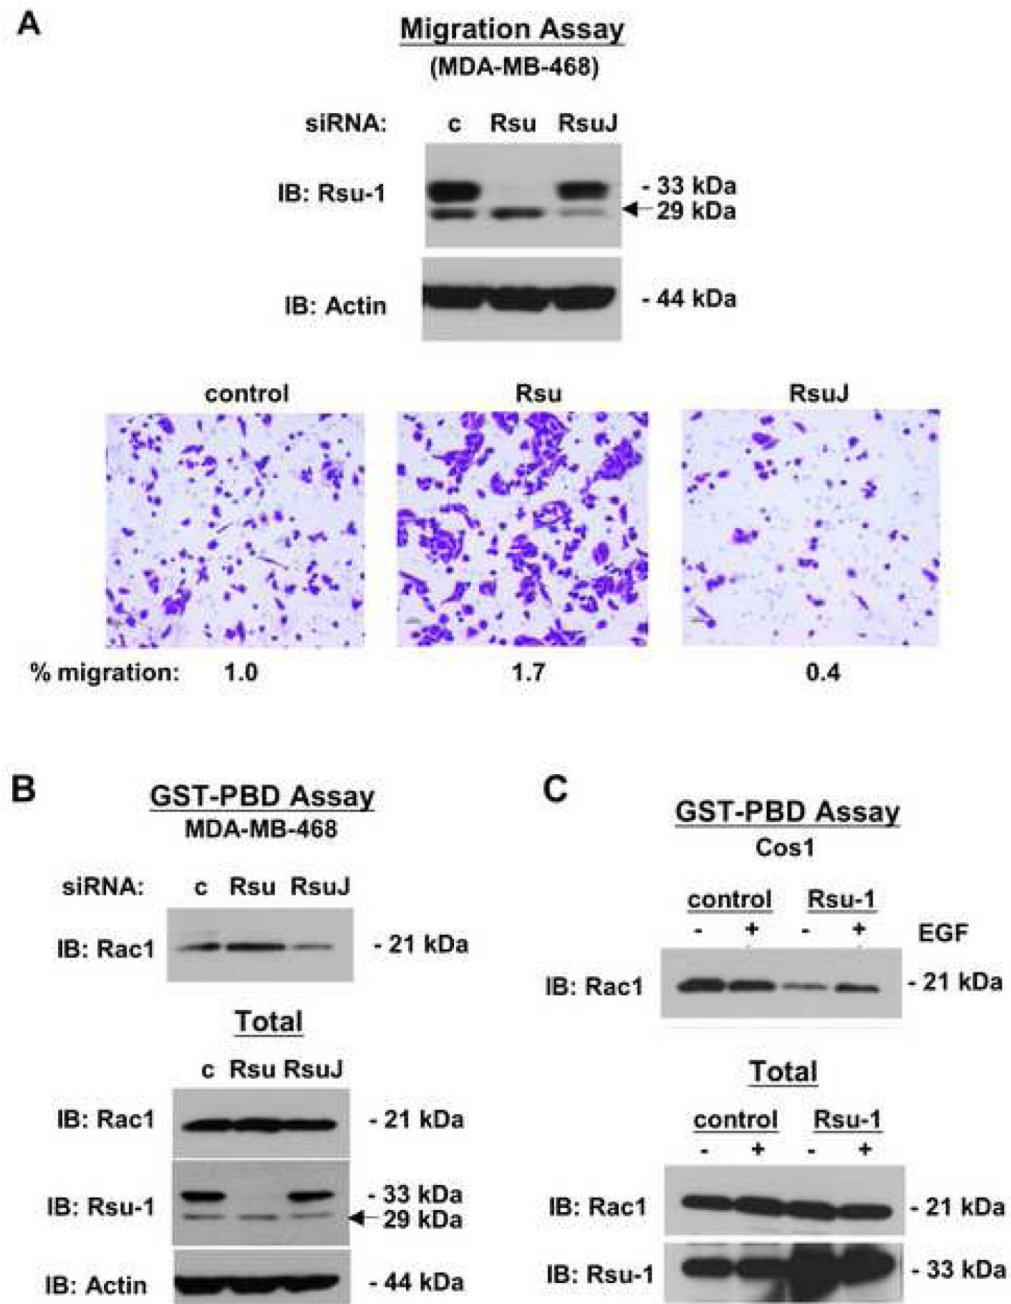 A
Migration Assay
(MDA-MB-468)
siRNA: c Rsu RsuJ
IB: Rsu-1
- 33 kDa
29 kDa
IB: Actin
- 44 kDa
control Rsu RsuJ
% migration: 1.0 1.7 0.4
B
GST-PBD Assay
MDA-MB-468
siRNA: c Rsu RsuJ
IB: Rac1
- 21 kDa
Total
c Rsu RsuJ
IB: Rac1
- 21 kDa
IB: Rsu-1
- 33 kDa
29 kDa
IB: Actin
- 44 kDa
C
GST-PBD Assay
Cos1
control Rsu-1
- + - + EGF
IB: Rac1
- 21 kDa
Total
control Rsu-1
- + - +
IB: Rac1
- 21 kDa
IB: Rsu-1
- 33 kDa